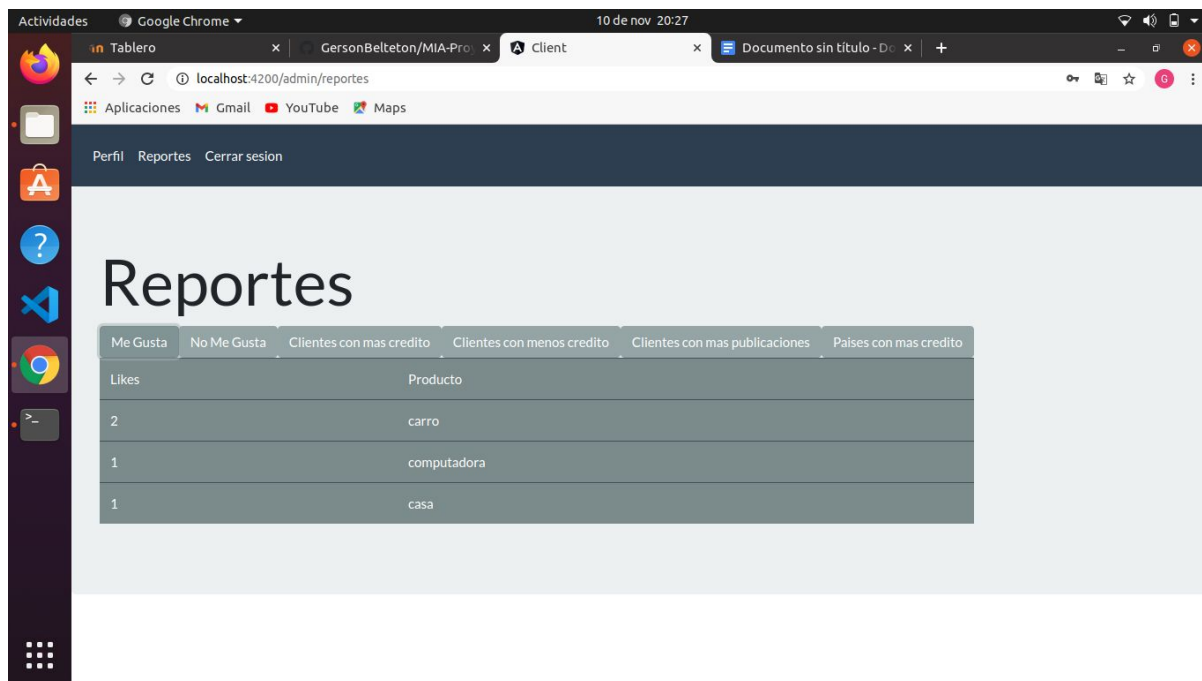 Actividades Google Chrome 10 de nov 20:27
Tablero GersonBelteton/MIA-Pro Client Documento sin título - Do
localhost:4200/admin/reportes G
Aplicaciones Gmail YouTube Maps
Perfil Reportes Cerrar sesion
Reportes
Me Gusta No Me Gusta Clientes con mas credito Clientes con menos credito Clientes con mas publicaciones Paises con mas credito
Likes Producto
2 carro
1 computadora
1 casa